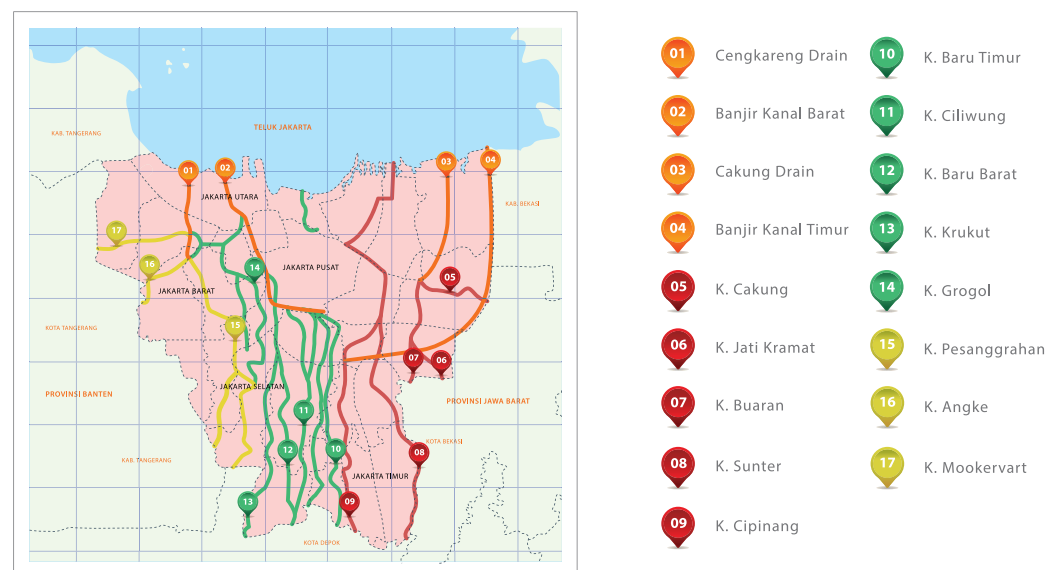 KAB. TANGERANG
TELUK JAKARTA
01
02
03
04
JAKARTA UTARA
KAB. BEKASI
17
16
14
JAKARTA PUSAT
05
JAKARTA BARAT
KOTA TANGERANG
15
07
06
JAKARTA SELATAN
PROVINSI BANTEN
PROVINSI JAWA BARAT
11
KOTA BEKASI
12
10
08
KAB. TANGERANG
JAKARTA TIMUR
13
09
KOTA DEPOK
01 Cengkareng Drain
02 Banjir Kanal Barat
03 Cakung Drain
04 Banjir Kanal Timur
05 K. Cakung
06 K. Jati Kramat
07 K. Buaran
08 K. Sunter
09 K. Cipinang
10 K. Baru Timur
11 K. Ciliwung
12 K. Baru Barat
13 K. Krukut
14 K. Grogol
15 K. Pesanggrahan
16 K. Angke
17 K. Mookervart